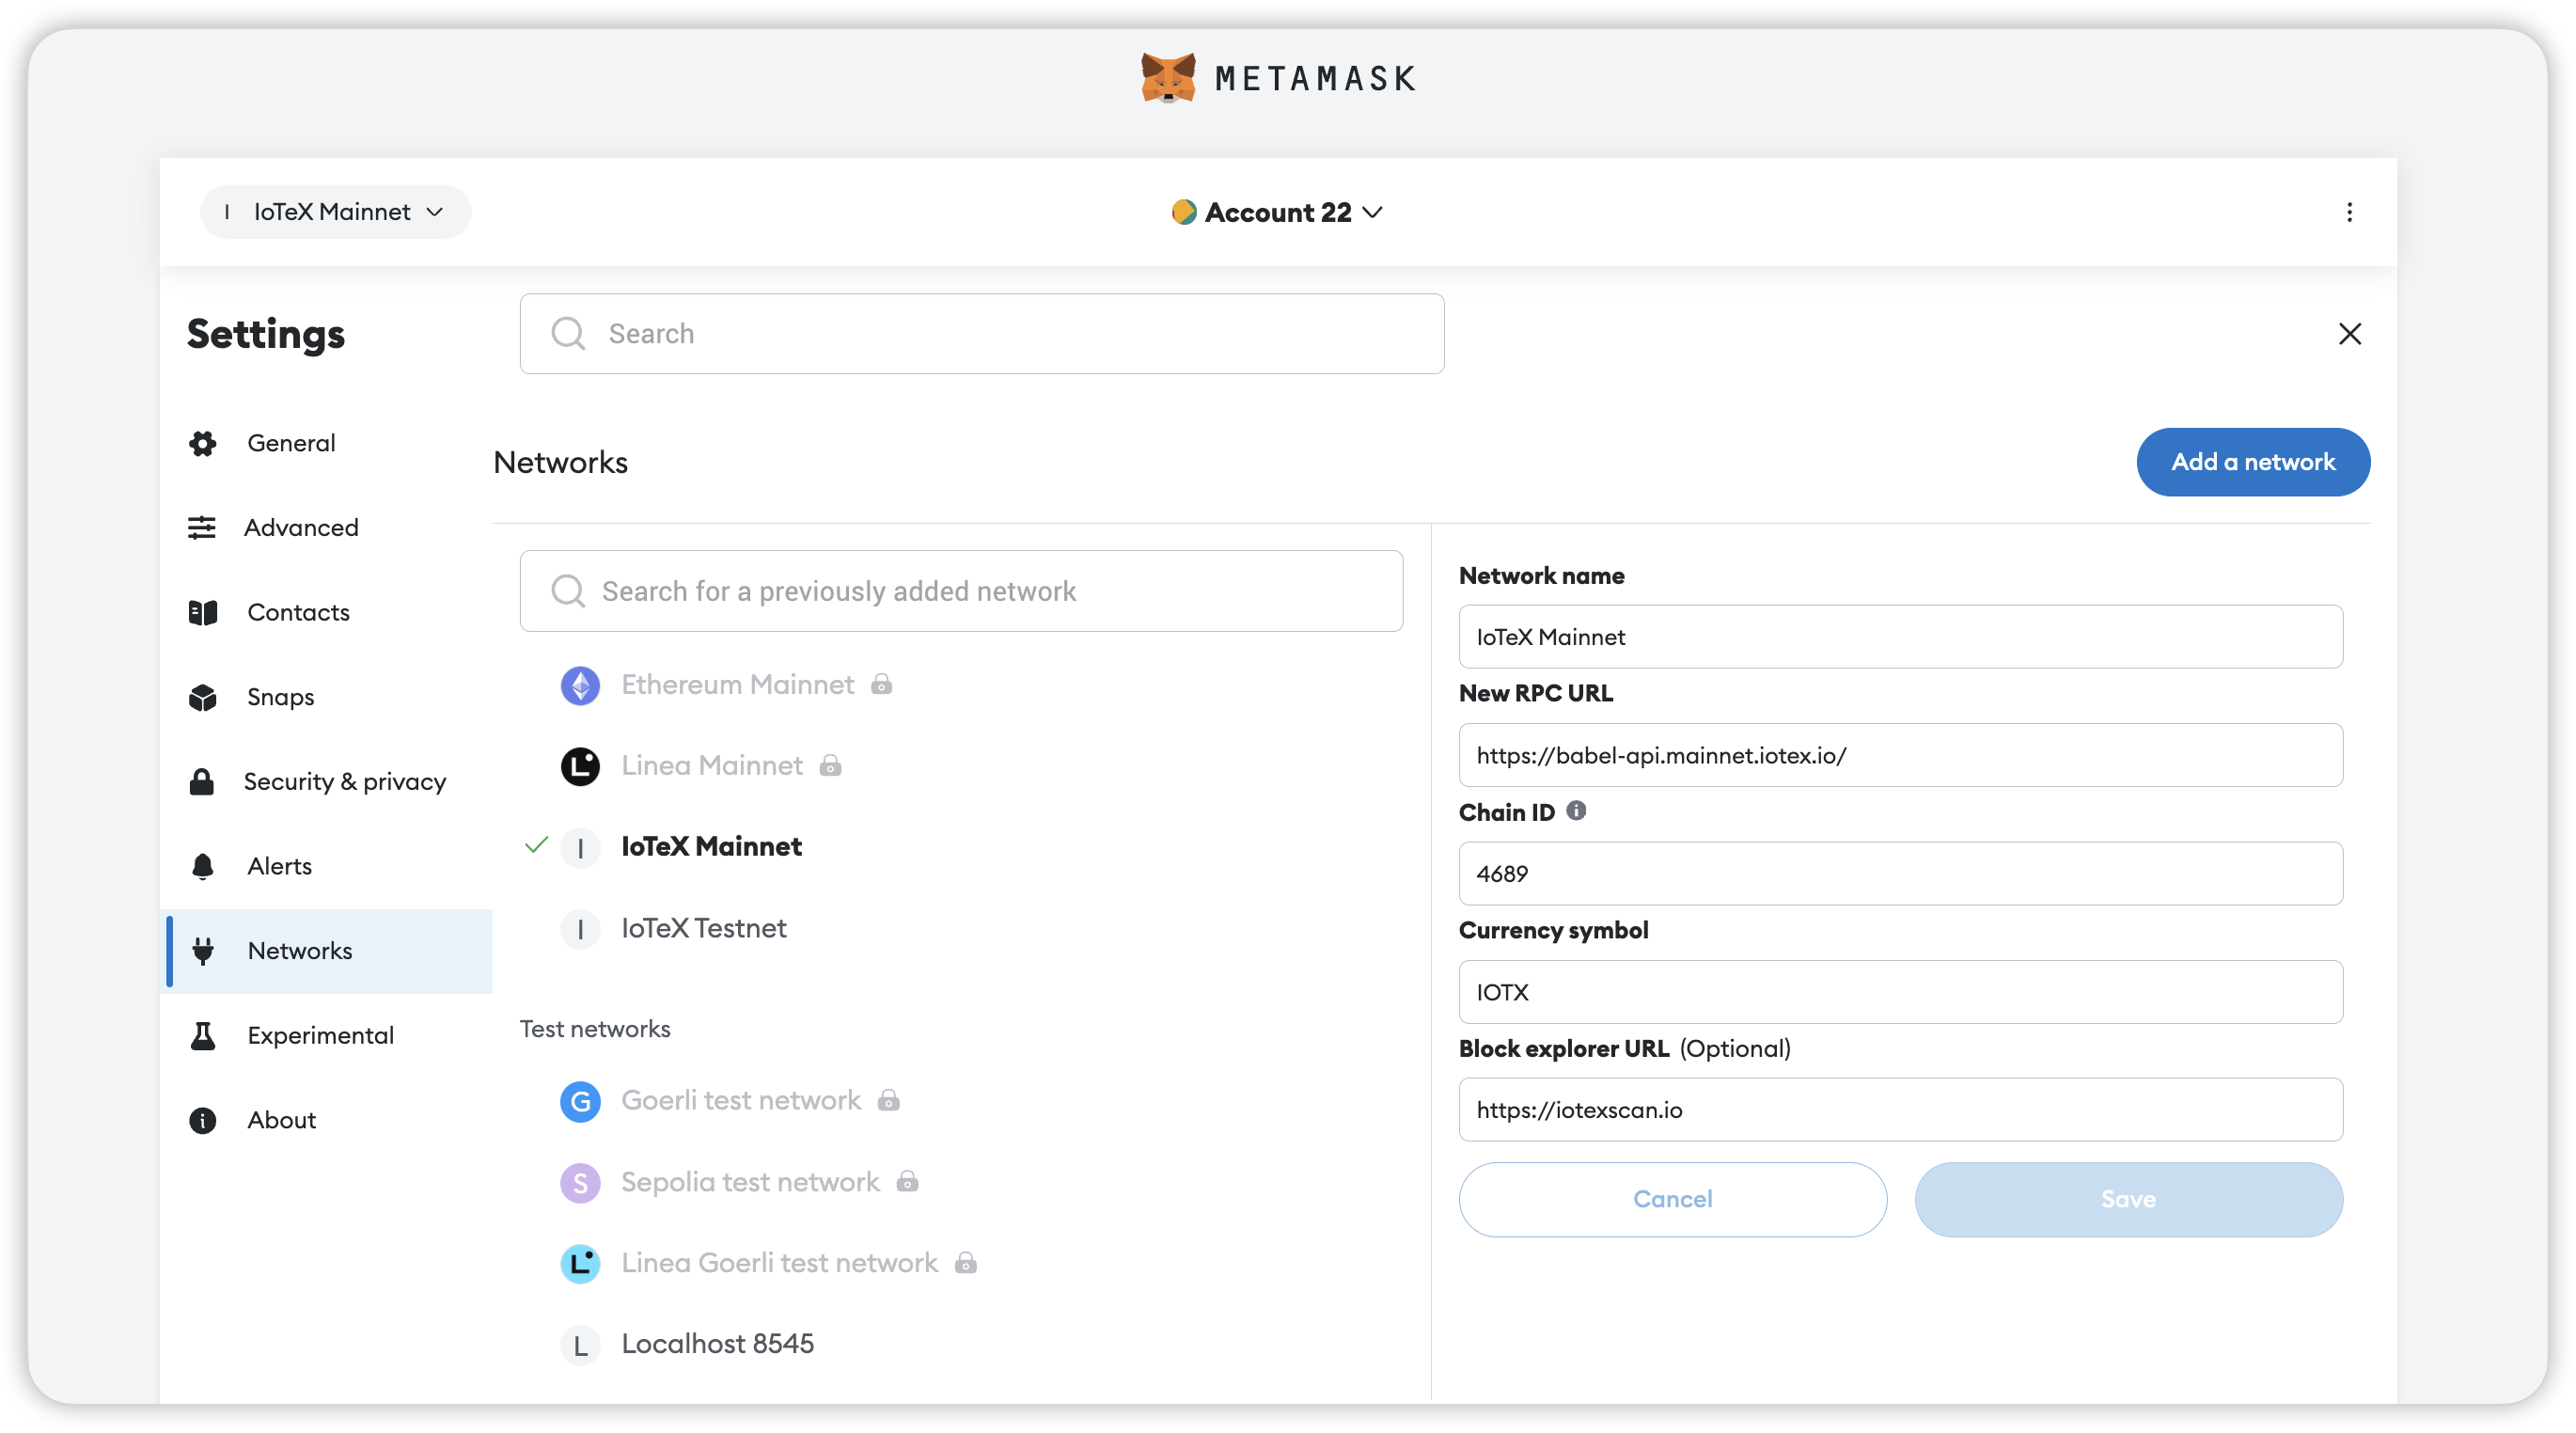 METAMASK
I IoTeX Mainnet
Account 22
Settings
Search
General
Advanced
Contacts
Snaps
Security & privacy
Alerts
Networks
Experimental
About
Networks
Add a network
Search for a previously added network
Ethereum Mainnet
L Linea Mainnet
I IoTeX Mainnet
I IoTeX Testnet
Test networks
G Goerli test network
S Sepolia test network
L Linea Goerli test network
L Localhost 8545
Network name
IoTeX Mainnet
New RPC URL
https://babel-api.mainnet.iotex.io/
Chain ID
4689
Currency symbol
IOTX
Block explorer URL (Optional)
https://iotexscan.io
Cancel
Save